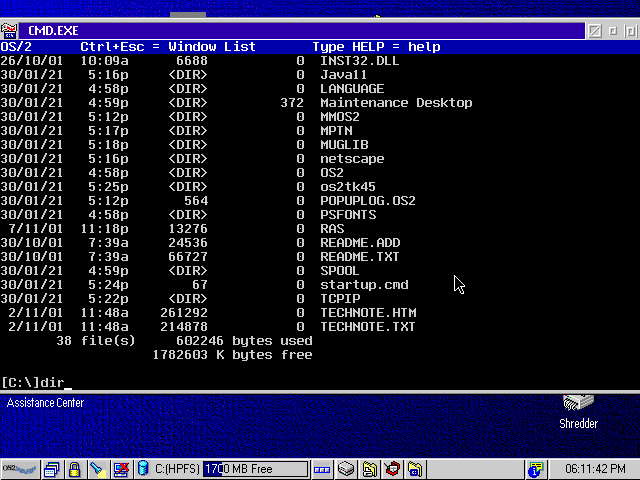 CMD.EXE
OS/2 Ctrl+Esc = Window List Type HELP = help
26/10/01 10:09a 6688 0 INST32.DLL
30/01/21 5:16p <DIR> 0 Java11
30/01/21 4:58p <DIR> 0 LANGUAGE
30/01/21 4:59p <DIR> 372 Maintenance Desktop
30/01/21 5:12p <DIR> 0 MMOS2
30/01/21 5:17p <DIR> 0 MPTN
30/01/21 5:18p <DIR> 0 MUGLIB
30/01/21 5:16p <DIR> 0 netscape
30/01/21 4:58p <DIR> 0 OS2
30/01/21 5:25p <DIR> 0 os2tk45
30/01/21 5:12p 564 0 POPUPLOG.OS2
30/01/21 4:58p <DIR> 0 PSFONTS
7/11/01 11:18p 13276 0 RAS
30/10/01 7:39a 24536 0 README.ADD
30/10/01 7:39a 66727 0 README.TXT
30/01/21 4:59p <DIR> 0 SPOOL
30/01/21 5:24p 67 0 startup.cmd
30/01/21 5:22p <DIR> 0 TCPIP
2/11/01 11:48a 261292 0 TECHNOTE.HTM
2/11/01 11:48a 214878 0 TECHNOTE.TXT
38 file(s) 602246 bytes used
1782603 K bytes free
[C:\]dir
Assistance Center
Shredder
C:(HPFS) 1700 MB Free 06:11:42 PM